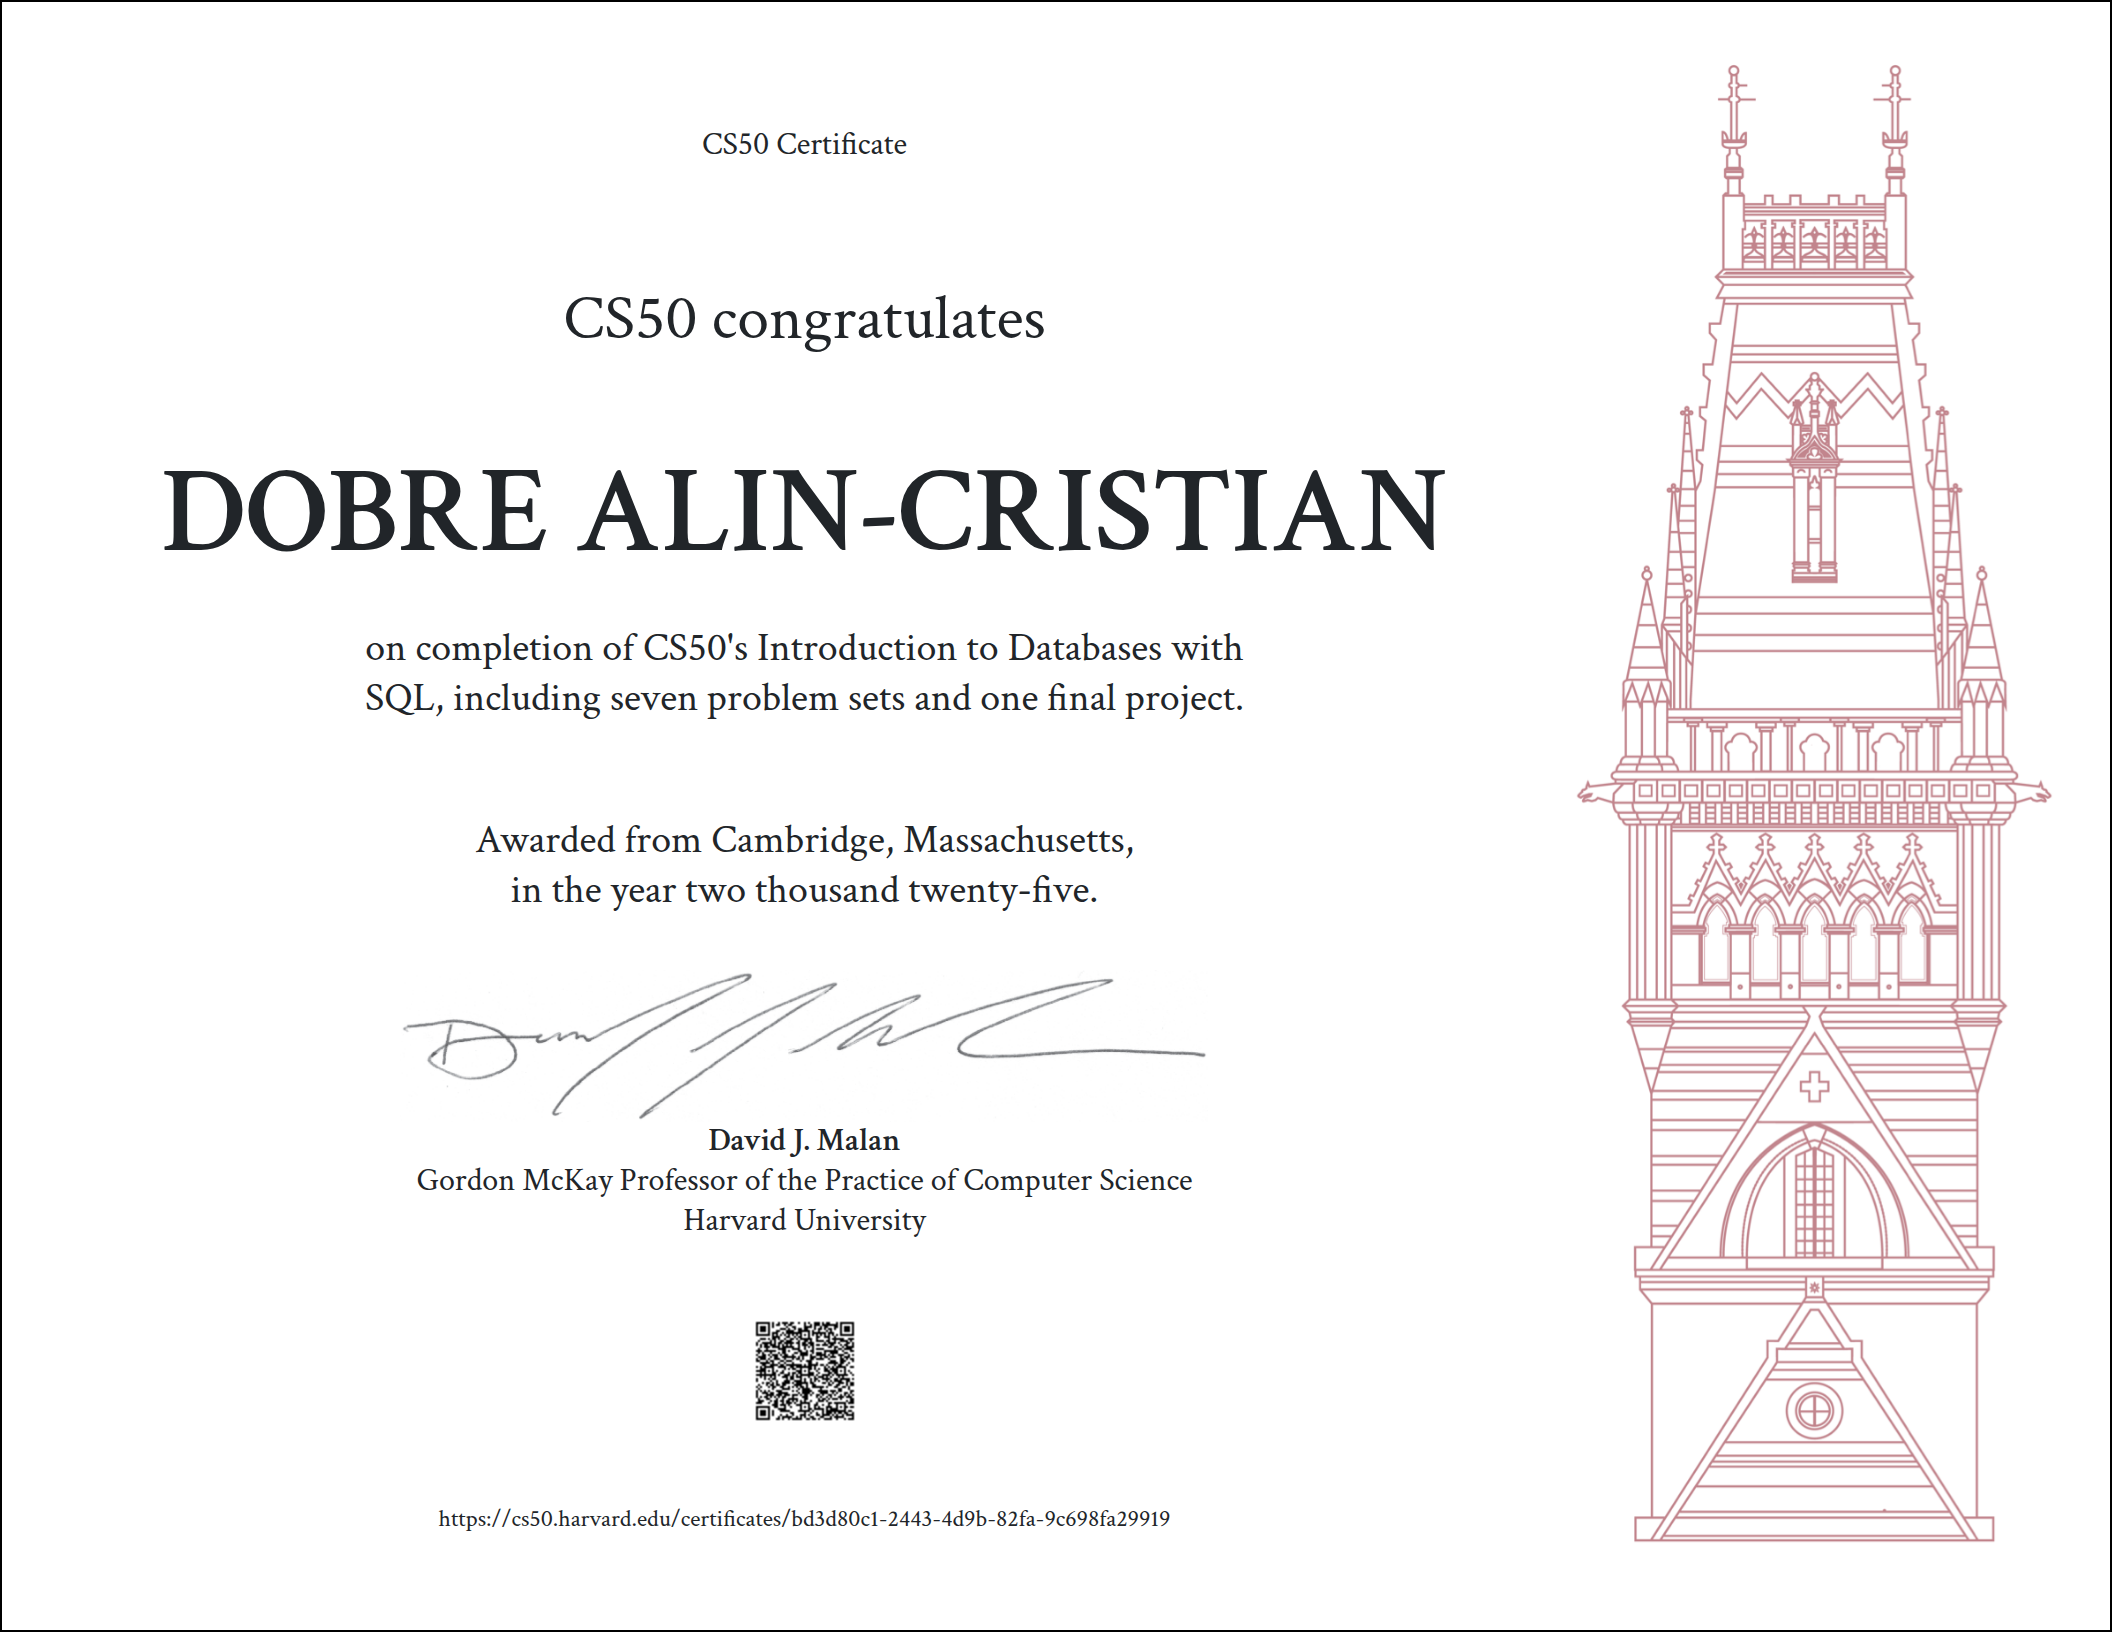 CS50 Certificate
CS50 congratulates
DOBRE ALIN-CRISTIAN
on completion of CS50's Introduction to Databases with
SQL, including seven problem sets and one final project.
Awarded from Cambridge, Massachusetts,
in the year two thousand twenty-five.
David J. Malan
Gordon McKay Professor of the Practice of Computer Science
Harvard University
https://cs50.harvard.edu/certificates/bd3d80c1-2443-4d9b-82fa-9c698fa29919